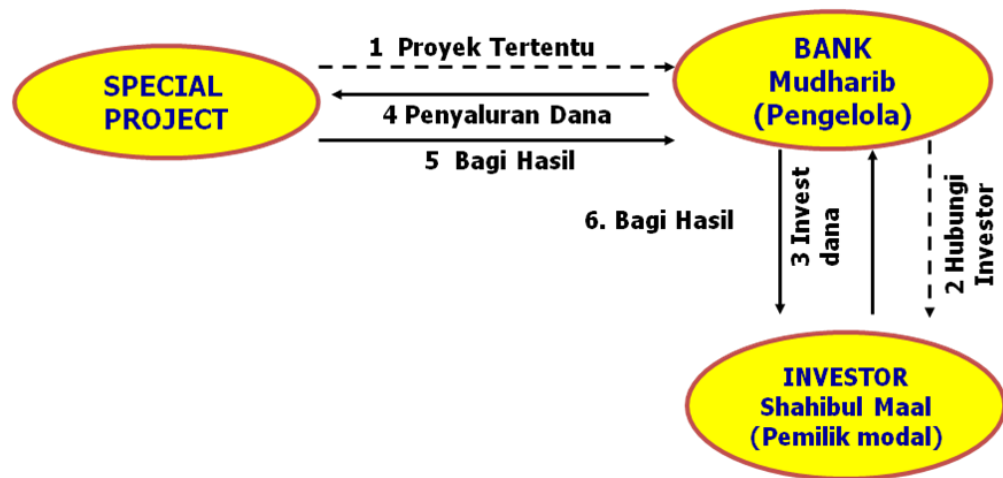 SPECIAL
PROJECT
1 Proyek Tertentu
4 Penyaluran Dana
5 Bagi Hasil
BANK
Mudharib
(Pengelola)
6. Bagi Hasil
3 Invest
dana
2 Hubungi
Investor
INVESTOR
Shahibul Maal
(Pemilik modal)